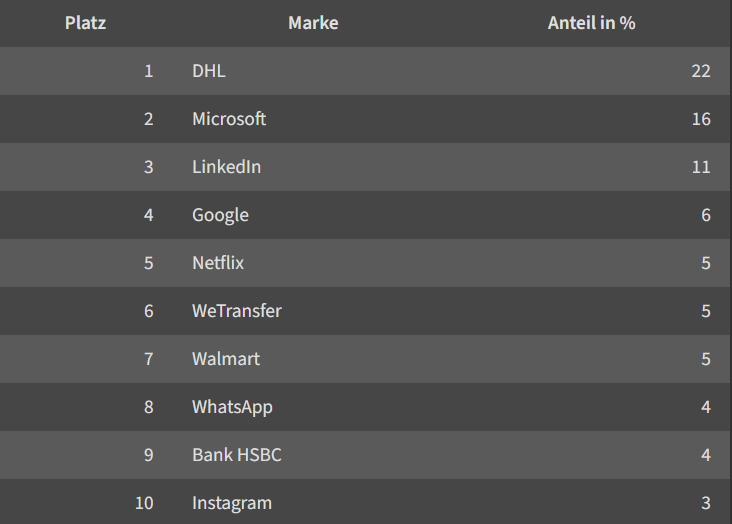 Platz Marke Anteil in %
1 DHL 22
2 Microsoft 16
3 LinkedIn 11
4 Google 6
5 Netflix 5
6 WeTransfer 5
7 Walmart 5
8 WhatsApp 4
9 Bank HSBC 4
10 Instagram 3